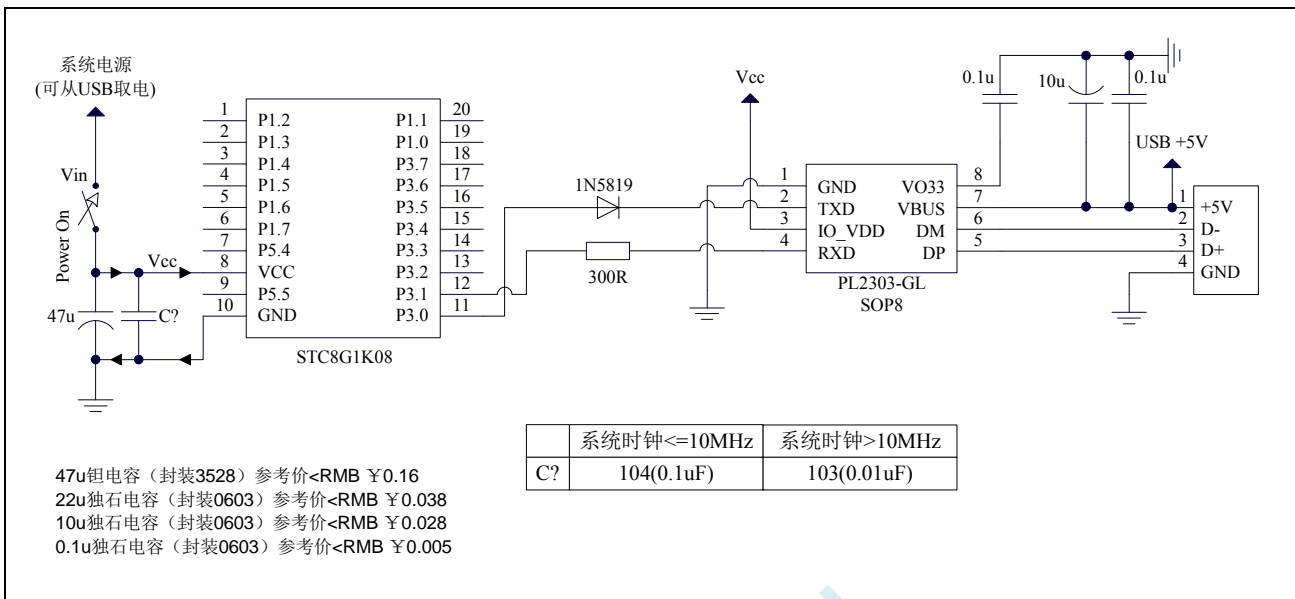 系统电源
(可从USB取电)
Vin
Power On
Vcc
47u
C?
1 P1.2 P1.1 20
2 P1.3 P1.0 19
3 P1.4 P3.7 18
4 P1.5 P3.6 17
5 P1.6 P3.5 16
6 P1.7 P3.4 15
7 P5.4 P3.3 14
8 VCC P3.2 13
9 P5.5 P3.1 12
10 GND P3.0 11
STC8G1K08
1N5819
300R
Vcc
1 GND VO33 8
2 TXD VBUS 7
3 IO_VDD DM 6
4 RXD DP 5
PL2303-GL
SOP8
0.1u
10u
0.1u
USB +5V
1 +5V
2 D-
3 D+
4 GND
系统时钟<=10MHz 系统时钟>10MHz
C? 104(0.1uF) 103(0.01uF)
47u钽电容（封装3528）参考价<RMB ￥0.16
22u独石电容（封装0603）参考价<RMB ￥0.038
10u独石电容（封装0603）参考价<RMB ￥0.028
0.1u独石电容（封装0603）参考价<RMB ￥0.005